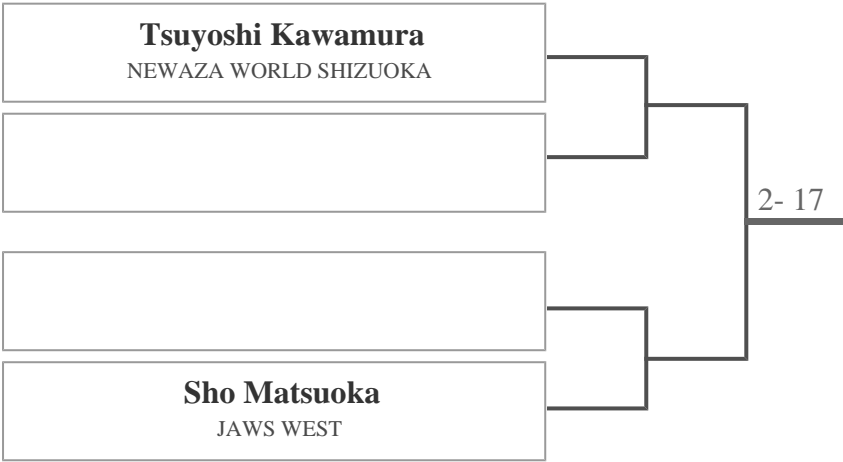 Tsuyoshi Kawamura
NEWAZA WORLD SHIZUOKA
2- 17
Sho Matsuoka
JAWS WEST